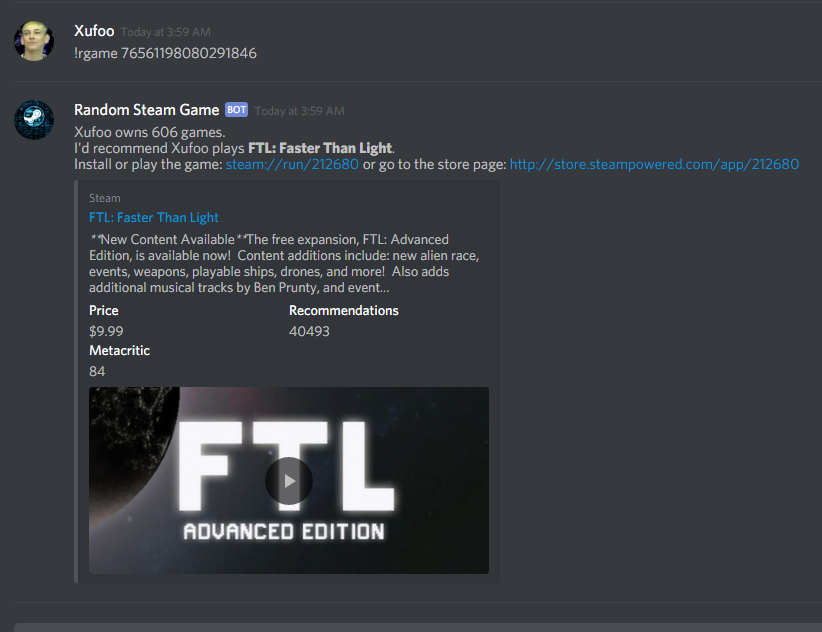 Xufoo Today at 3:59 AM
!rgame 76561198080291846
Random Steam Game BOT Today at 3:59 AM
Xufoo owns 606 games.
I'd recommend Xufoo plays FTL: Faster Than Light.
Install or play the game: steam://run/212680 or go to the store page: http://store.steampowered.com/app/212680
Steam
FTL: Faster Than Light
**New Content Available**The free expansion, FTL: Advanced
Edition, is available now!  Content additions include: new alien race,
events, weapons, playable ships, drones, and more!  Also adds
additional musical tracks by Ben Prunty, and event...
Price Recommendations
$9.99 40493
Metacritic
84
FTL
ADVANCED EDITION